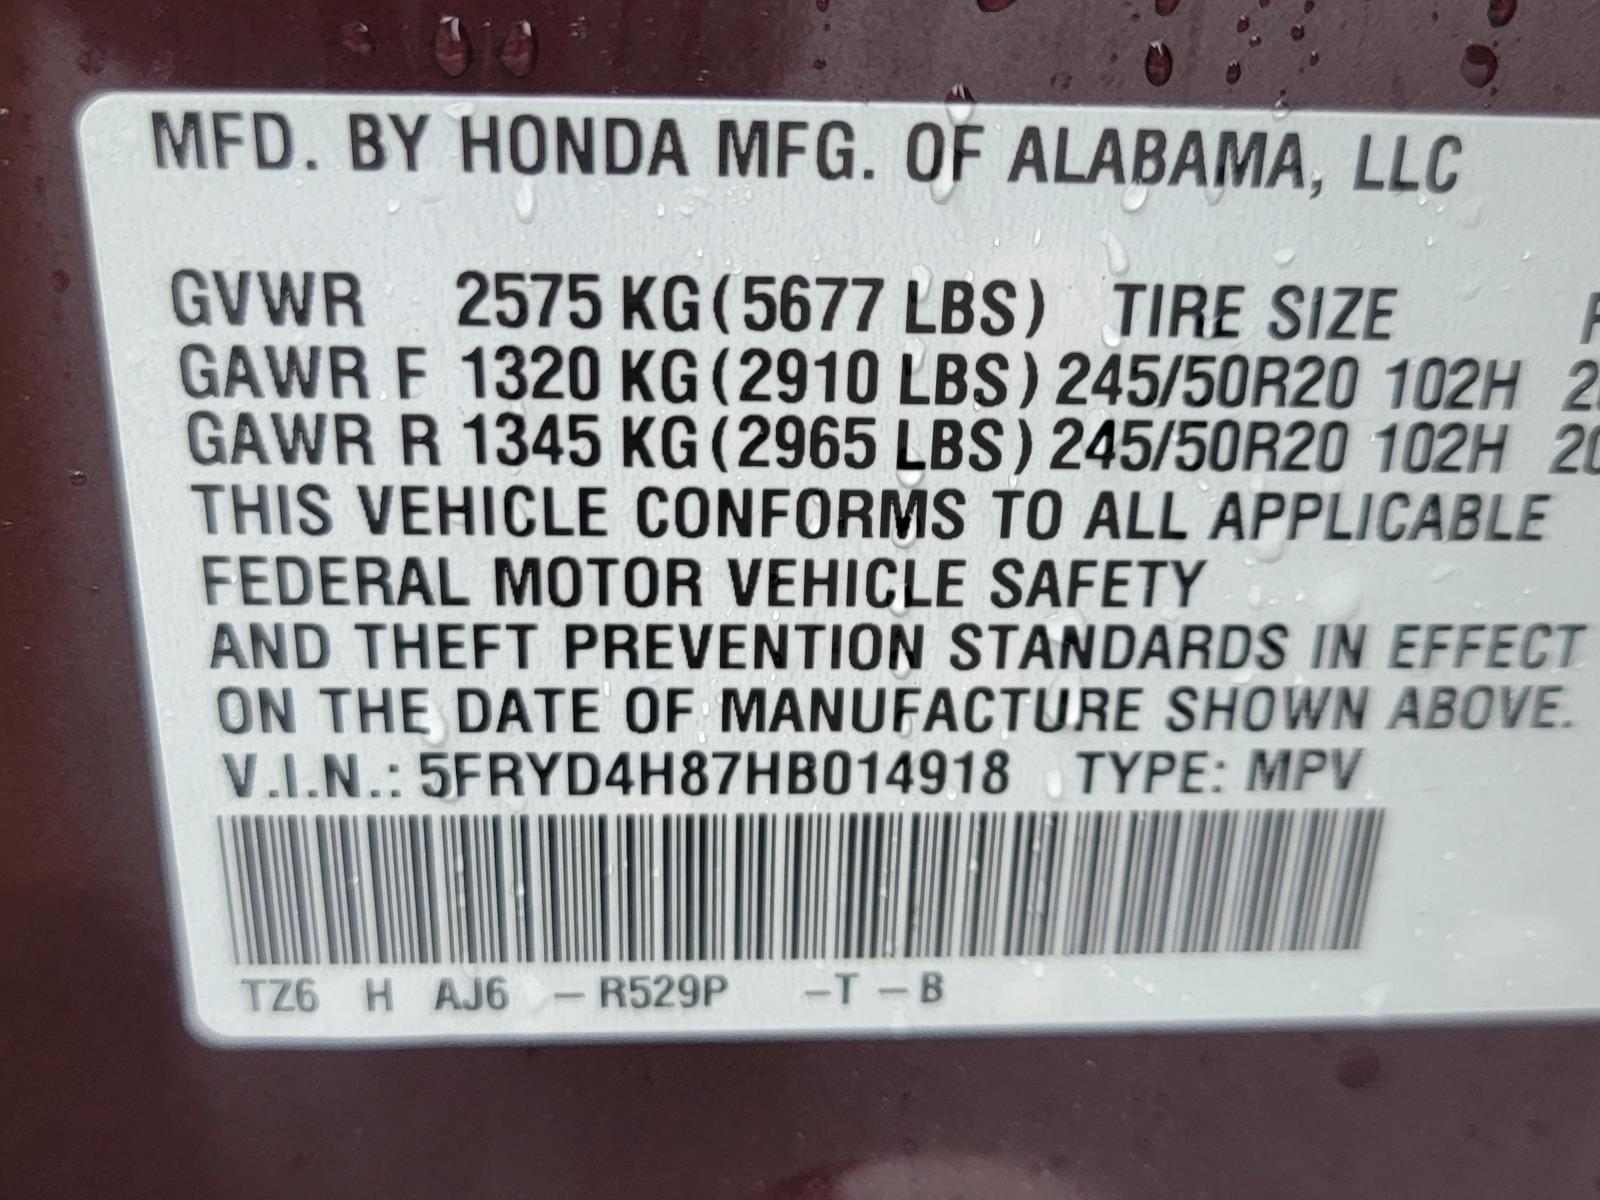 MFD. BY HONDA MFG. OF ALABAMA, LLC
GVWR 2575 KG (5677 LBS) TIRE SIZE
GAWR F 1320 KG (2910 LBS) 245/50R20 102H
GAWR R 1345 KG (2965 LBS) 245/50R20 102H
THIS VEHICLE CONFORMS TO ALL APPLICABLE
FEDERAL MOTOR VEHICLE SAFETY
AND THEFT PREVENTION STANDARDS IN EFFECT
ON THE DATE OF MANUFACTURE SHOWN ABOVE.
V.I.N.: 5FRYD4H87HB014918 TYPE: MPV
TZ6 H AJ6 –R529P –T –B